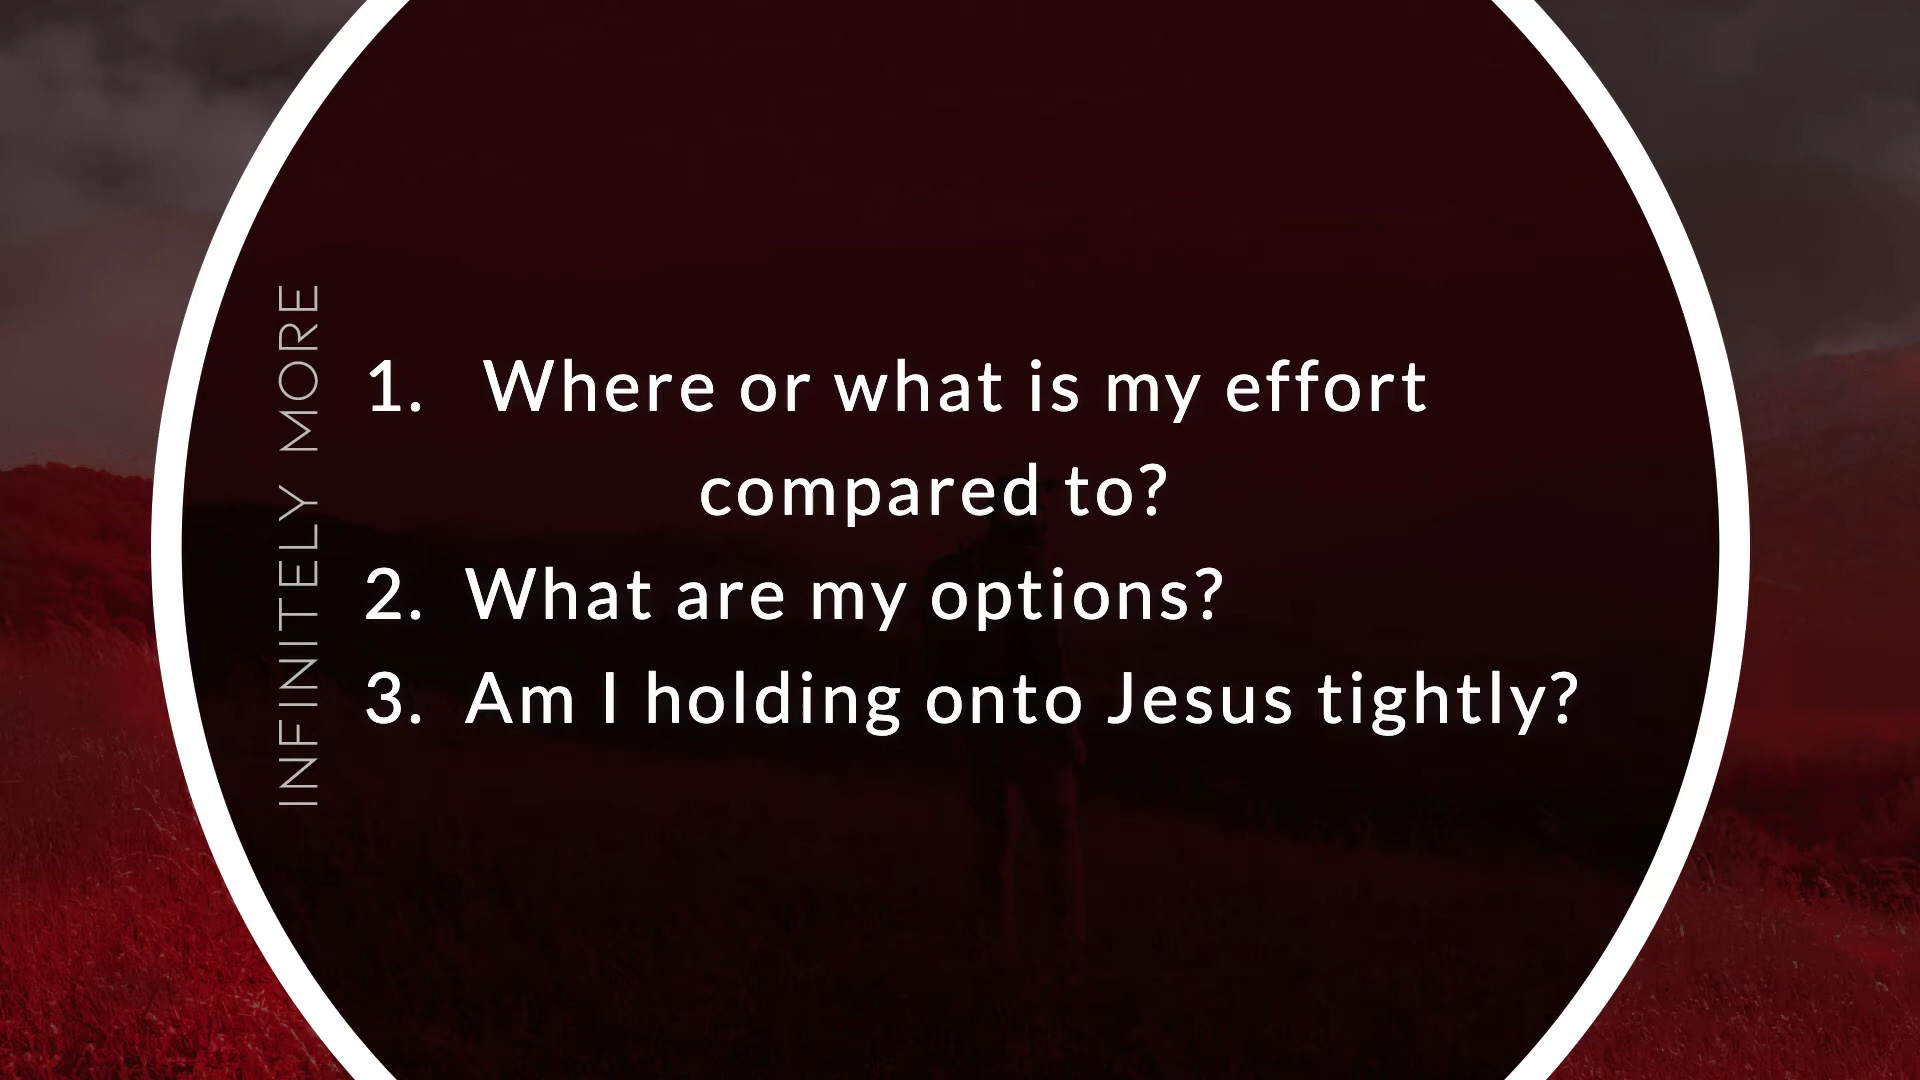 INFINITELY MORE
1. Where or what is my effort
compared to?
2. What are my options?
3. Am I holding onto Jesus tightly?